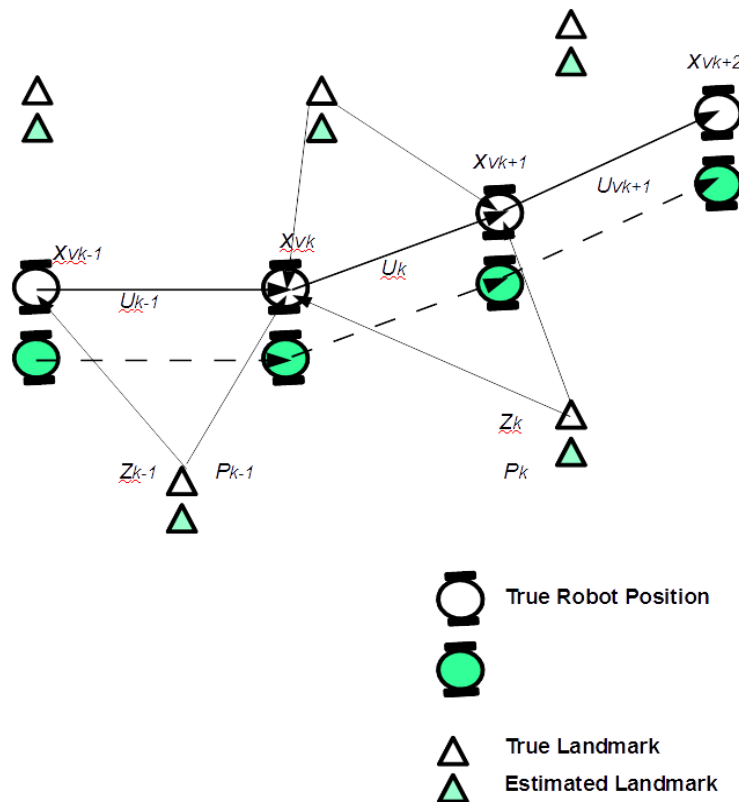 Xvk+2
Xvk+1
Uvk+1
Xvk
Xvk-1
Uk
Uk-1
Zk
Zk-1 Pk-1
Pk
True Robot Position
True Landmark
Estimated Landmark